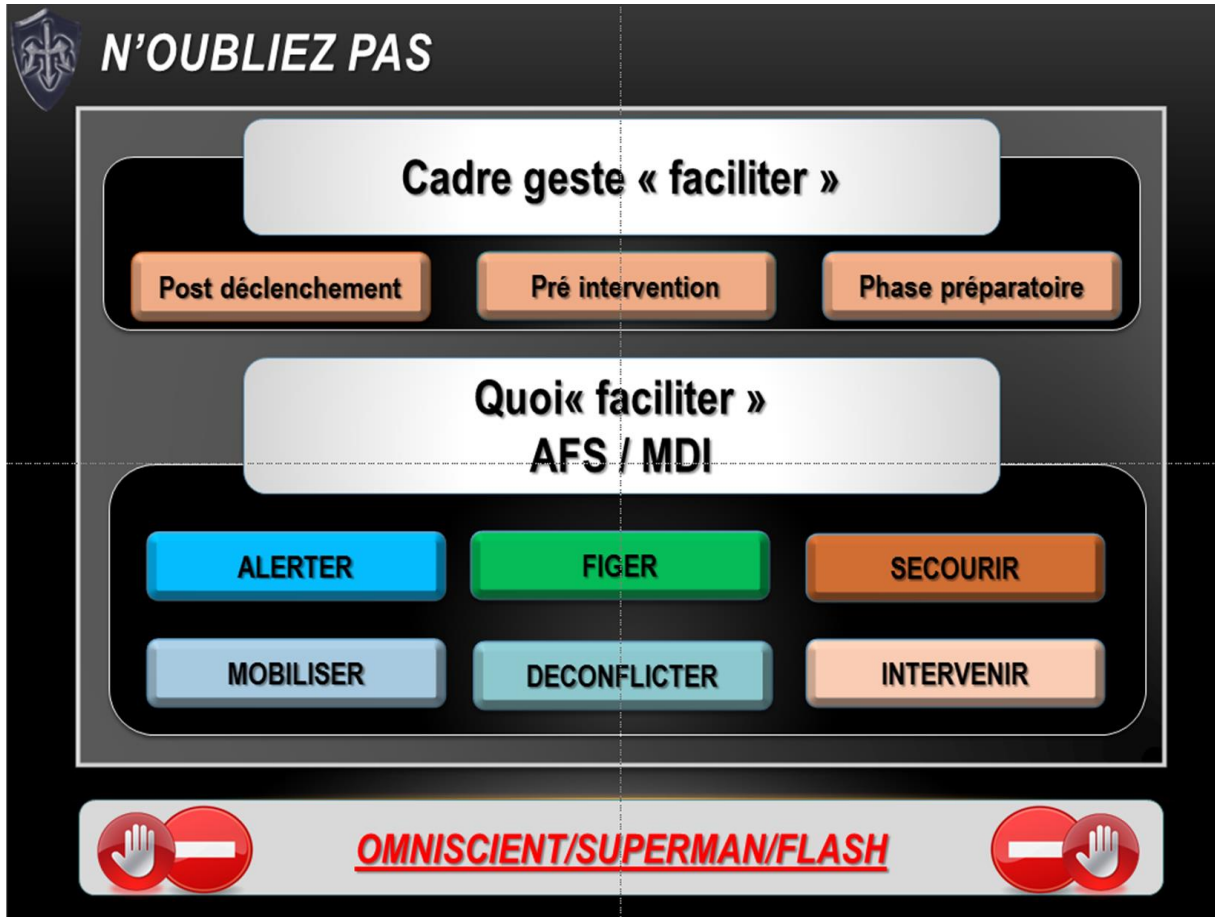 N'OUBLIEZ PAS
Cadre geste « faciliter »
Post déclenchement
Pré intervention
Phase préparatoire
Quoi« faciliter »
AFS / MDI
ALERTER
FIGER
SECOURIR
MOBILISER
DECONFLICTER
INTERVENIR
OMNISCIENT/SUPERMAN/FLASH